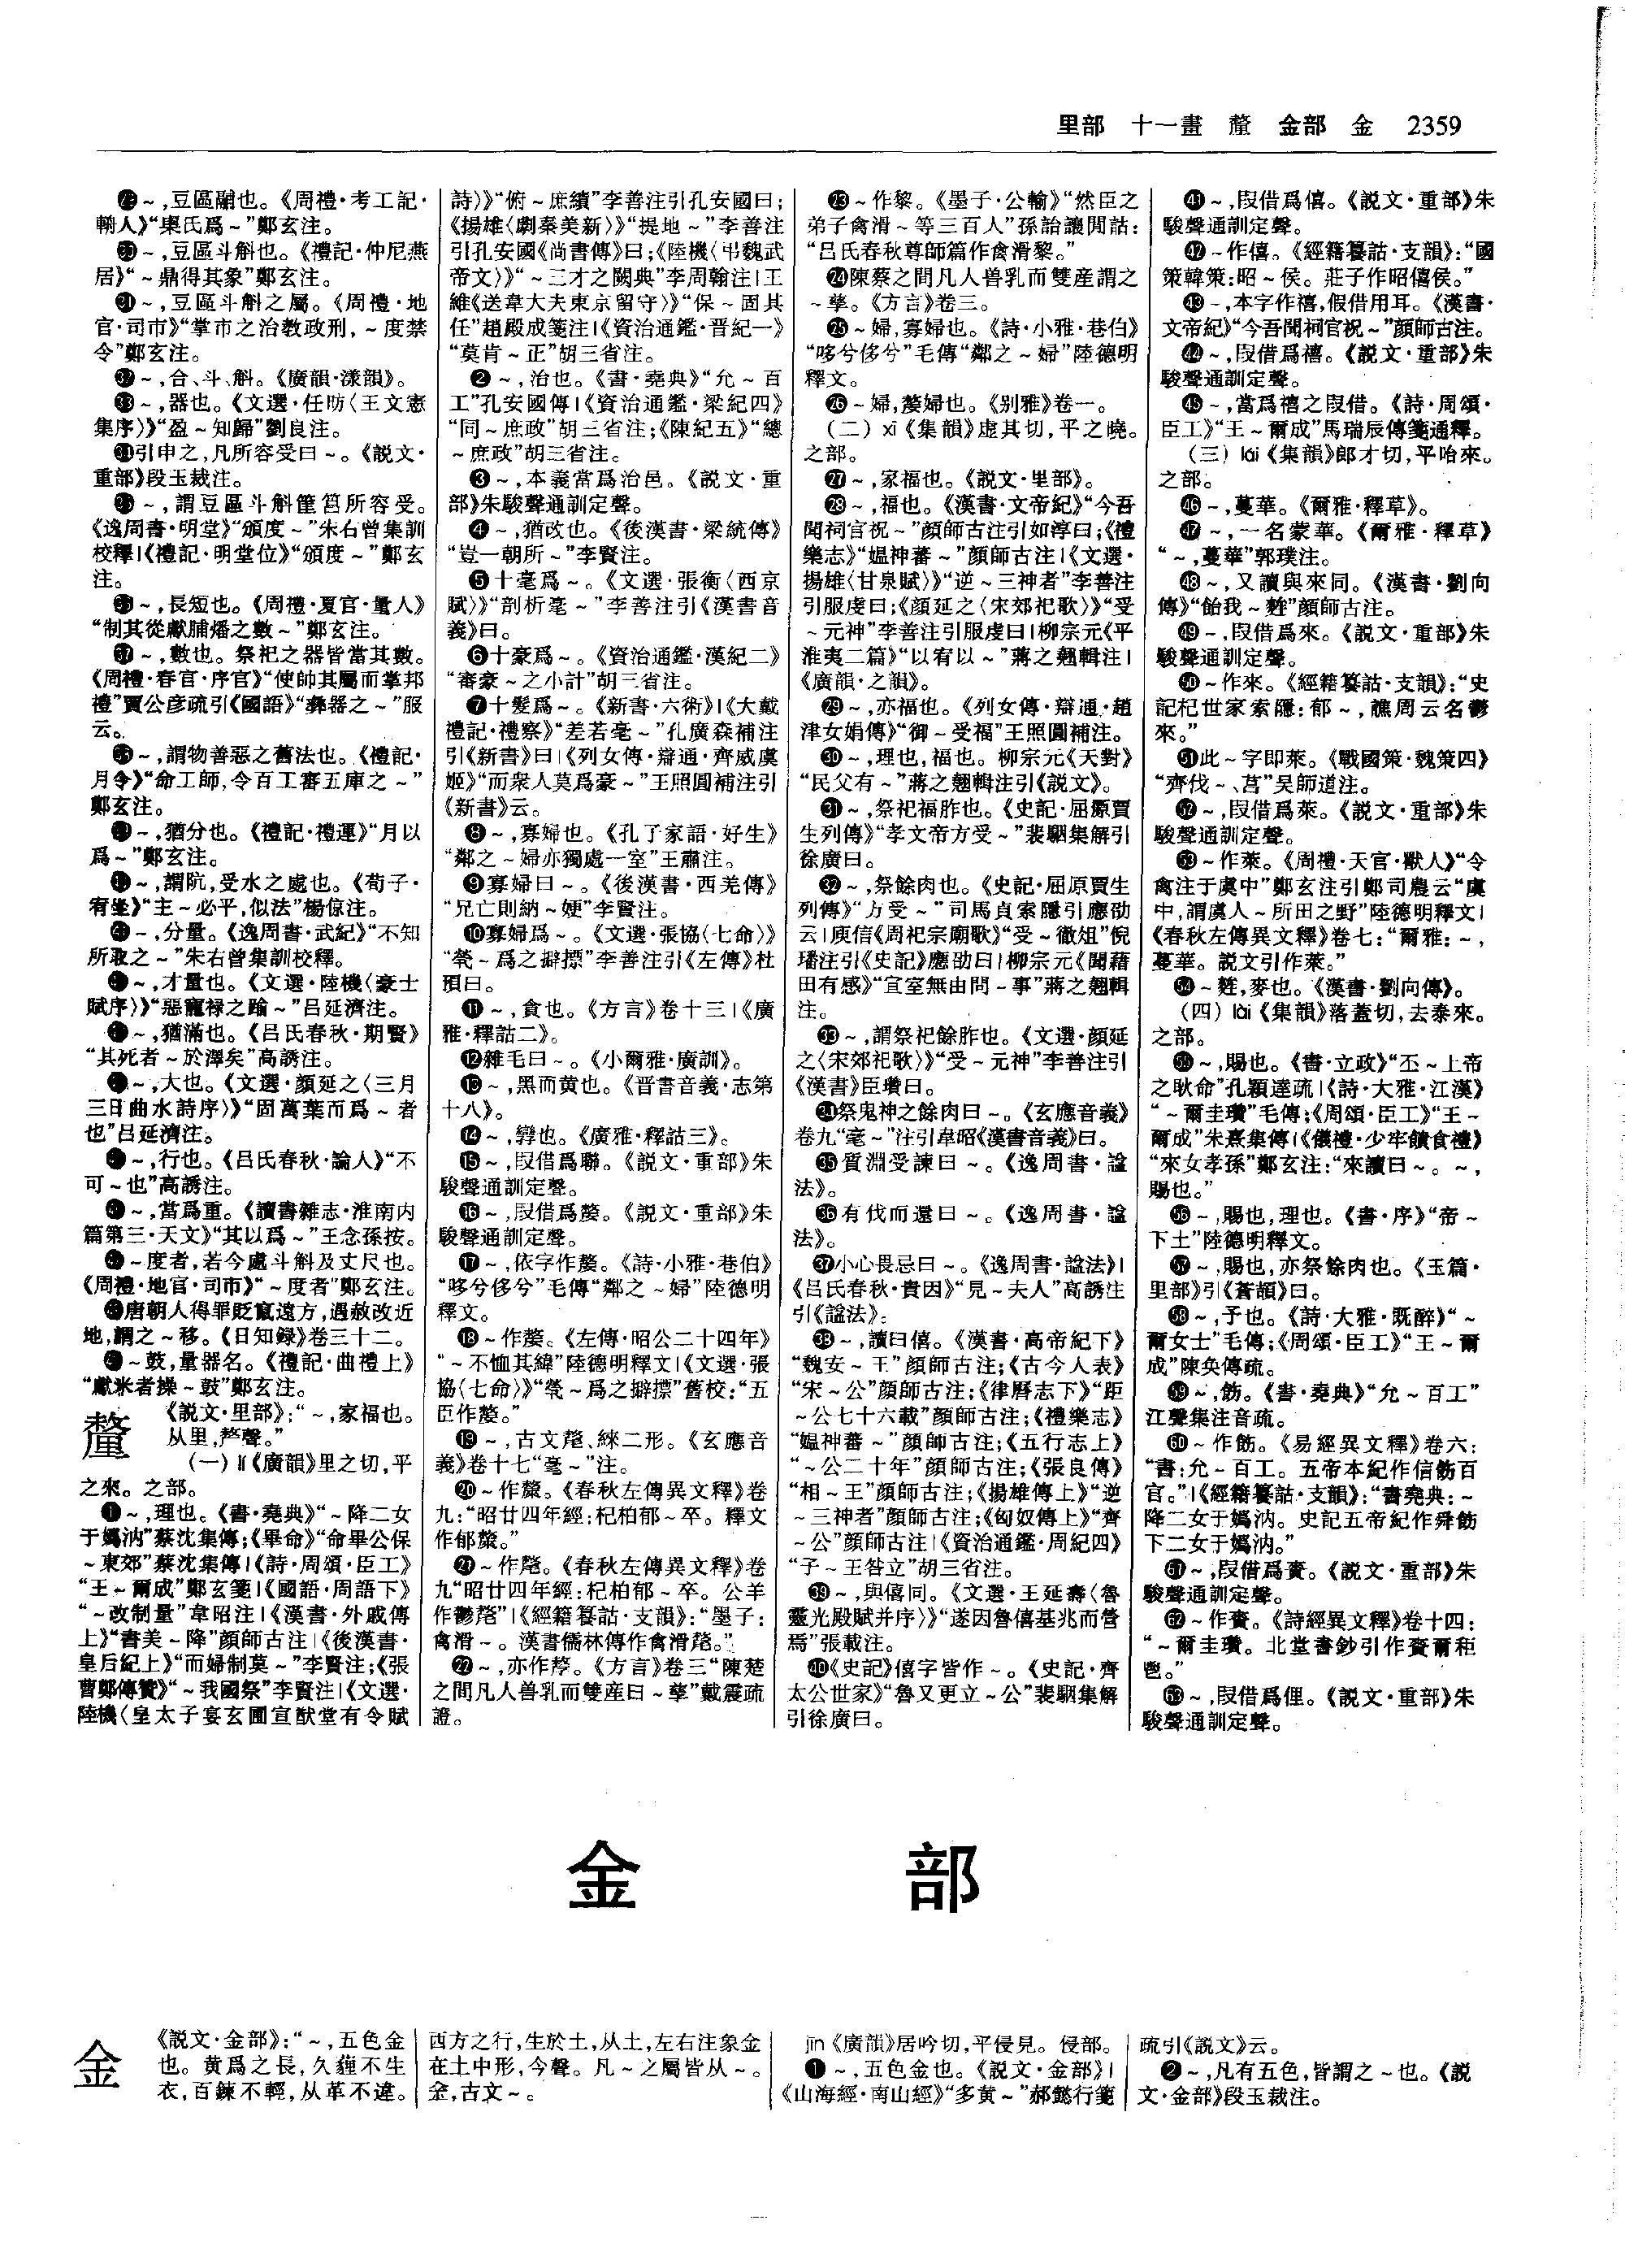 里部　十一畫　釐　金部　金　2359
～,豆區鬴也。《周禮·考工記·
輈人》“㮚氏爲～”鄭玄注。
～,豆區斗斛也。《禮記·仲尼燕
居》“～鼎得其象”鄭玄注。
㉛～,豆區斗斛之屬。《周禮·地
官·司市》“掌市之治教政刑,～度禁
令”鄭玄注。
㉜～,合、斗、斛。《廣韻·漾韻》。
㉝～,器也。《文選·任昉〈王文憲
集序〉》“盈～知歸”劉良注。
㉞引申之,凡所容受曰～。《説文·
重部》段玉裁注。
～,謂豆區斗斛筐筥所容受。
《逸周書·明堂》“頒度～”朱右曾集訓
校釋|《禮記·明堂位》“頒度～”鄭玄
注。
～,長短也。《周禮·夏官·量人》
“制其從獻脯燔之數～”鄭玄注。
㊲～,數也。祭祀之器皆當其數。
《周禮·春官·序官》“使帥其屬而掌邦
禮”賈公彦疏引《國語》“彝器之～”服
云。
～,謂物善惡之舊法也。《禮記·
月令》“命工師,令百工審五庫之～”
鄭玄注。
～,猶分也。《禮記·禮運》“月以
爲～”鄭玄注。
～,謂阬,受水之處也。《荀子·
宥坐》“主～必平,似法”楊倞注。
～,分量。《逸周書·武紀》“不知
所取之～”朱右曾集訓校釋。
～,才量也。《文選·陸機〈豪士
賦序〉》“惡寵禄之踰～”吕延濟注。
～,猶滿也。《吕氏春秋·期賢》
“其死者～於澤矣”高誘注。
～,大也。《文選·顔延之〈三月
三日曲水詩序〉》“固萬葉而爲～者
也”吕延濟注。
～,行也。《吕氏春秋·論人》“不
可～也”高誘注。
～,當爲重。《讀書雜志·淮南内
篇第三·天文》“其以爲～”王念孫按。
～度者,若今處斗斛及丈尺也。
《周禮·地官·司市》“～度者”鄭玄注。
唐朝人得罪貶竄遠方,遇赦改近
地,謂之～移。《日知録》卷三十二。
～鼓,量器名。《禮記·曲禮上》
“獻米者操～鼓”鄭玄注。
釐　《説文·里部》:“～,家福也。
从里,𠩺聲。”
(一) lí《廣韻》里之切,平
之來。之部。
❶～,理也。《書·堯典》“～降二女
于嬀汭”蔡沈集傳;《畢命》“命畢公保
～東郊”蔡沈集傳|《詩·周頌·臣工》
“王～爾成”鄭玄箋|《國語·周語下》
“～改制量”韋昭注|《漢書·外戚傳
上》“書美～降”顔師古注|《後漢書·
皇后紀上》“而婦制莫～”李賢注;《張
曹鄭傳贊》“～我國祭”李賢注|《文選·
陸機〈皇太子宴玄圃宣猷堂有令賦
詩〉》“俯～庶績”李善注引孔安國曰;
《揚雄〈劇秦美新〉》“提地～”李善注
引孔安國《尚書傳》曰;《陸機〈弔魏武
帝文〉》“～三才之闕典”李周翰注|王
維《送韋大夫東京留守》“保～固其
任”趙殿成箋注|《資治通鑑·晋紀一》
“莫肯～正”胡三省注。
❷～,治也。《書·堯典》“允～百
工”孔安國傳|《資治通鑑·梁紀四》
“同～庶政”胡三省注;《陳紀五》“總
～庶政”胡三省注。
❸～,本義當爲治邑。《説文·重
部》朱駿聲通訓定聲。
❹～,猶改也。《後漢書·梁統傳》
“豈一朝所～”李賢注。
❺十毫爲～。《文選·張衡〈西京
賦〉》“剖析毫～”李善注引《漢書音
義》曰。
❻十豪爲～。《資治通鑑·漢紀二》
“審豪～之小計”胡三省注。
❼十髮爲～。《新書·六術》|《大戴
禮記·禮察》“差若毫～”孔廣森補注
引《新書》曰|《列女傳·辯通·齊威虞
姬》“而衆人莫爲豪～”王照圓補注引
《新書》云。
❽～,寡婦也。《孔子家語·好生》
“鄰之～婦亦獨處一室”王肅注。
❾寡婦曰～。《後漢書·西羌傳》
“兄亡則納～㛐”李賢注。
❿寡婦爲～。《文選·張協〈七命〉》
“煢～爲之擗摽”李善注引《左傳》杜
預曰。
⓫～,貪也。《方言》卷十三|《廣
雅·釋詁二》。
⓬雜毛曰～。《小爾雅·廣訓》。
⓭～,黑而黄也。《晋書音義·志第
十八》。
⓮～,孿也。《廣雅·釋詁三》。
⓯～,叚借爲聯。《説文·重部》朱
駿聲通訓定聲。
⓰～,叚借爲嫠。《説文·重部》朱
駿聲通訓定聲。
⓱～,依字作嫠。《詩·小雅·巷伯》
“哆兮侈兮”毛傳“鄰之～婦”陸德明
釋文。
⓲～作嫠。《左傳·昭公二十四年》
“～不恤其緯”陸德明釋文|《文選·張
協〈七命〉》“煢～爲之擗摽”舊校:“五
臣作嫠。”
⓳～,古文氂、練二形。《玄應音
義》卷十七“毫～”注。
⓴～作斄。《春秋左傳異文釋》卷
九:“昭廿四年經:杞柏郁～卒。釋文
作郁斄。”
㉑～作氂。《春秋左傳異文釋》卷
九“昭廿四年經:杞柏郁～卒。公羊
作鬱氂”|《經籍籑詁·支韻》:“墨子:
禽滑～。漢書儒林傳作禽滑氂。”
㉒～,亦作孷。《方言》卷三“陳楚
之間凡人兽乳而雙産曰～孳”戴震疏
證。
㉓～作黎。《墨子·公輸》“然臣之
弟子禽滑～等三百人”孫詒讓閒詁:
“吕氏春秋尊師篇作禽滑黎。”
㉔陳蔡之間凡人兽乳而雙産謂之
～孳。《方言》卷三。
㉕～婦,寡婦也。《詩·小雅·巷伯》
“哆兮侈兮”毛傳“鄰之～婦”陸德明
釋文。
㉖～婦,嫠婦也。《别雅》卷一。
(二) xī《集韻》虚其切,平之曉。
之部。
㉗～,家福也。《説文·里部》。
㉘～,福也。《漢書·文帝紀》“今吾
聞祠官祝～”顔師古注引如淳曰;《禮
樂志》“媪神蕃～”顔師古注|《文選·
揚雄〈甘泉賦〉》“逆～三神者”李善注
引服虔曰;《顔延之〈宋郊祀歌〉》“受
～元神”李善注引服虔曰|柳宗元《平
淮夷二篇》“以宥以～”蔣之翹輯注|
《廣韻·之韻》。
㉙～,亦福也。《列女傳·辯通·趙
津女娟傳》“御～受福”王照圓補注。
㉚～,理也,福也。柳宗元《天對》
“民父有～”蔣之翹輯注引《説文》。
㉛～,祭祀福胙也。《史記·屈原賈
生列傳》“孝文帝方受～”裴駰集解引
徐廣曰。
㉜～,祭餘肉也。《史記·屈原賈生
列傳》“方受～”司馬貞索隱引應劭
云|庾信《周祀宗廟歌》“受～徹俎”倪
璠注引《史記》應劭曰|柳宗元《聞藉
田有感》“宣室無由問～事”蔣之翹輯
注。
㉝～,謂祭祀餘胙也。《文選·顔延
之〈宋郊祀歌〉》“受～元神”李善注引
《漢書》臣瓚曰。
㉞祭鬼神之餘肉曰～。《玄應音義》
卷九“毫～”注引韋昭《漢書音義》曰。
㉟質淵受諫曰～。《逸周書·謚
法》。
㊱有伐而還曰～。《逸周書·謚
法》。
㊲小心畏忌曰～。《逸周書·謚法》|
《吕氏春秋·貴因》“見～夫人”高誘注
引《謚法》。
㊳～,讀曰僖。《漢書·高帝紀下》
“魏安～王”顔師古注;《古今人表》
“宋～公”顔師古注;《律曆志下》“距
～公七十六載”顔師古注;《禮樂志》
“媪神蕃～”顔師古注;《五行志上》
“～公二十年”顔師古注;《張良傳》
“相～王”顔師古注;《揚雄傳上》“逆
～三神者”顔師古注;《匈奴傳上》“齊
～公”顔師古注|《資治通鑑·周紀四》
“子～王咎立”胡三省注。
㊴～,與僖同。《文選·王延壽〈魯
靈光殿賦并序〉》“遂因魯僖基兆而營
焉”張載注。
㊵《史記》僖字皆作～。《史記·齊
太公世家》“魯又更立～公”裴駰集解
引徐廣曰。
㊶～,叚借爲僖。《説文·重部》朱
駿聲通訓定聲。
㊷～作僖。《經籍籑詁·支韻》:“國
策韓策:昭～侯。莊子作昭僖侯。”
㊸～,本字作禧,假借用耳。《漢書·
文帝紀》“今吾聞祠官祝～”顔師古注。
㊹～,叚借爲禧。《説文·重部》朱
駿聲通訓定聲。
㊺～,當爲禧之叚借。《詩·周頌·
臣工》“王～爾成”馬瑞辰傳箋通釋。
(三) lái《集韻》郎才切,平咍來。
之部。
㊻～,蔓華。《爾雅·釋草》。
㊼～,一名蒙華。《爾雅·釋草》
“～,蔓華”郭璞注。
㊽～,又讀與來同。《漢書·劉向
傳》“飴我～麰”顔師古注。
㊾～,叚借爲來。《説文·重部》朱
駿聲通訓定聲。
㊿～作來。《經籍籑詁·支韻》:“史
記杞世家索隱:郁～,譙周云名鬱
來。”
51此～字即萊。《戰國策·魏策四》
“齊伐～、莒”吴師道注。
52～,叚借爲萊。《説文·重部》朱
駿聲通訓定聲。
53～作萊。《周禮·天官·獸人》“令
禽注于虞中”鄭玄注引鄭司農云“虞
中,謂虞人～所田之野”陸德明釋文|
《春秋左傳異文釋》卷七:“爾雅:～,
蔓華。説文引作萊。”
54～麰,麥也。《漢書·劉向傳》。
(四) lài《集韻》落蓋切,去泰來。
之部。
55～,賜也。《書·立政》“丕～上帝
之耿命”孔穎達疏|《詩·大雅·江漢》
“～爾圭瓚”毛傳;《周頌·臣工》“王～
爾成”朱熹集傳|《儀禮·少牢饋食禮》
“來女孝孫”鄭玄注:“來讀曰～。～,
賜也。”
56～,賜也,理也。《書·序》“帝～
下土”陸德明釋文。
57～,賜也,亦祭餘肉也。《玉篇·
里部》引《蒼頡》曰。
58～,予也。《詩·大雅·既醉》“～
爾女士”毛傳;《周頌·臣工》“王～爾
成”陳奂傳疏。
59～,飭。《書·堯典》“允～百工”
江聲集注音疏。
60～作飭。《易經異文釋》卷六:
“書:允～百工。五帝本紀作信飭百
官。”|《經籍籑詁·支韻》:“書堯典:～
降二女于嬀汭。史記五帝紀作舜飭
下二女于嬀汭。”
61～,叚借爲賚。《説文·重部》朱
駿聲通訓定聲。
62～作賚。《詩經異文釋》卷十四:
“～爾圭瓚。北堂書鈔引作賚爾秬
鬯。”
63～,叚借爲俚。《説文·重部》朱
駿聲通訓定聲。
金　部
金　《説文·金部》:“～,五色金
也。黄爲之長,久薶不生
衣,百鍊不輕,从革不違。
西方之行,生於土,从土,左右注象金
在土中形,今聲。凡～之屬皆从～。
金,古文～。
jīn《廣韻》居吟切,平侵見。侵部。
❶～,五色金也。《説文·金部》|
《山海經·南山經》“多黄～”郝懿行箋
疏引《説文》云。
❷～,凡有五色,皆謂之～也。《説
文·金部》段玉裁注。